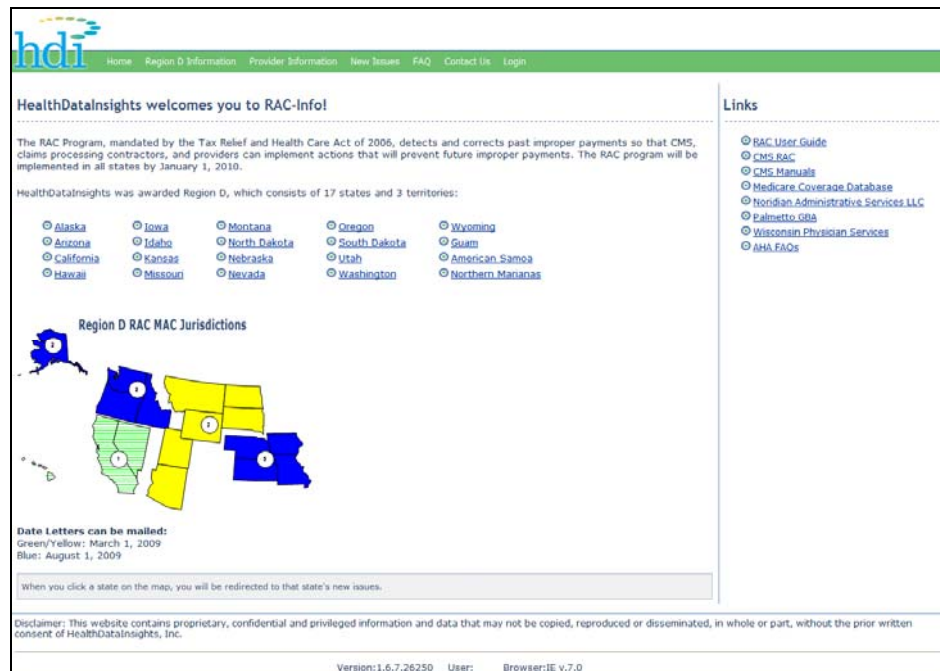 hdi
Home Region D Information Provider Information New Issues FAQ Contact Us Login
HealthDataInsights welcomes you to RAC-Info!
The RAC Program, mandated by the Tax Relief and Health Care Act of 2006, detects and corrects past improper payments so that CMS,
claims processing contractors, and providers can implement actions that will prevent future improper payments. The RAC program will be
implemented in all states by January 1, 2010.
HealthDataInsights was awarded Region D, which consists of 17 states and 3 territories:
Alaska Iowa Montana Oregon Wyoming
Arizona Idaho North Dakota South Dakota Guam
California Kansas Nebraska Utah American Samoa
Hawaii Missouri Nevada Washington Northern Marianas
Region D RAC MAC Jurisdictions
Date Letters can be mailed:
Green/Yellow: March 1, 2009
Blue: August 1, 2009
When you click a state on the map, you will be redirected to that state's new issues.
Links
RAC User Guide
CMS RAC
CMS Manuals
Medicare Coverage Database
Noridian Administrative Services LLC
Palmetto GBA
Wisconsin Physician Services
AHA FAQs
Disclaimer: This website contains proprietary, confidential and privileged information and data that may not be copied, reproduced or disseminated, in whole or part, without the prior written
consent of HealthDataInsights, Inc.
Version:1.6.7.26250 User: Browser:IE v.7.0